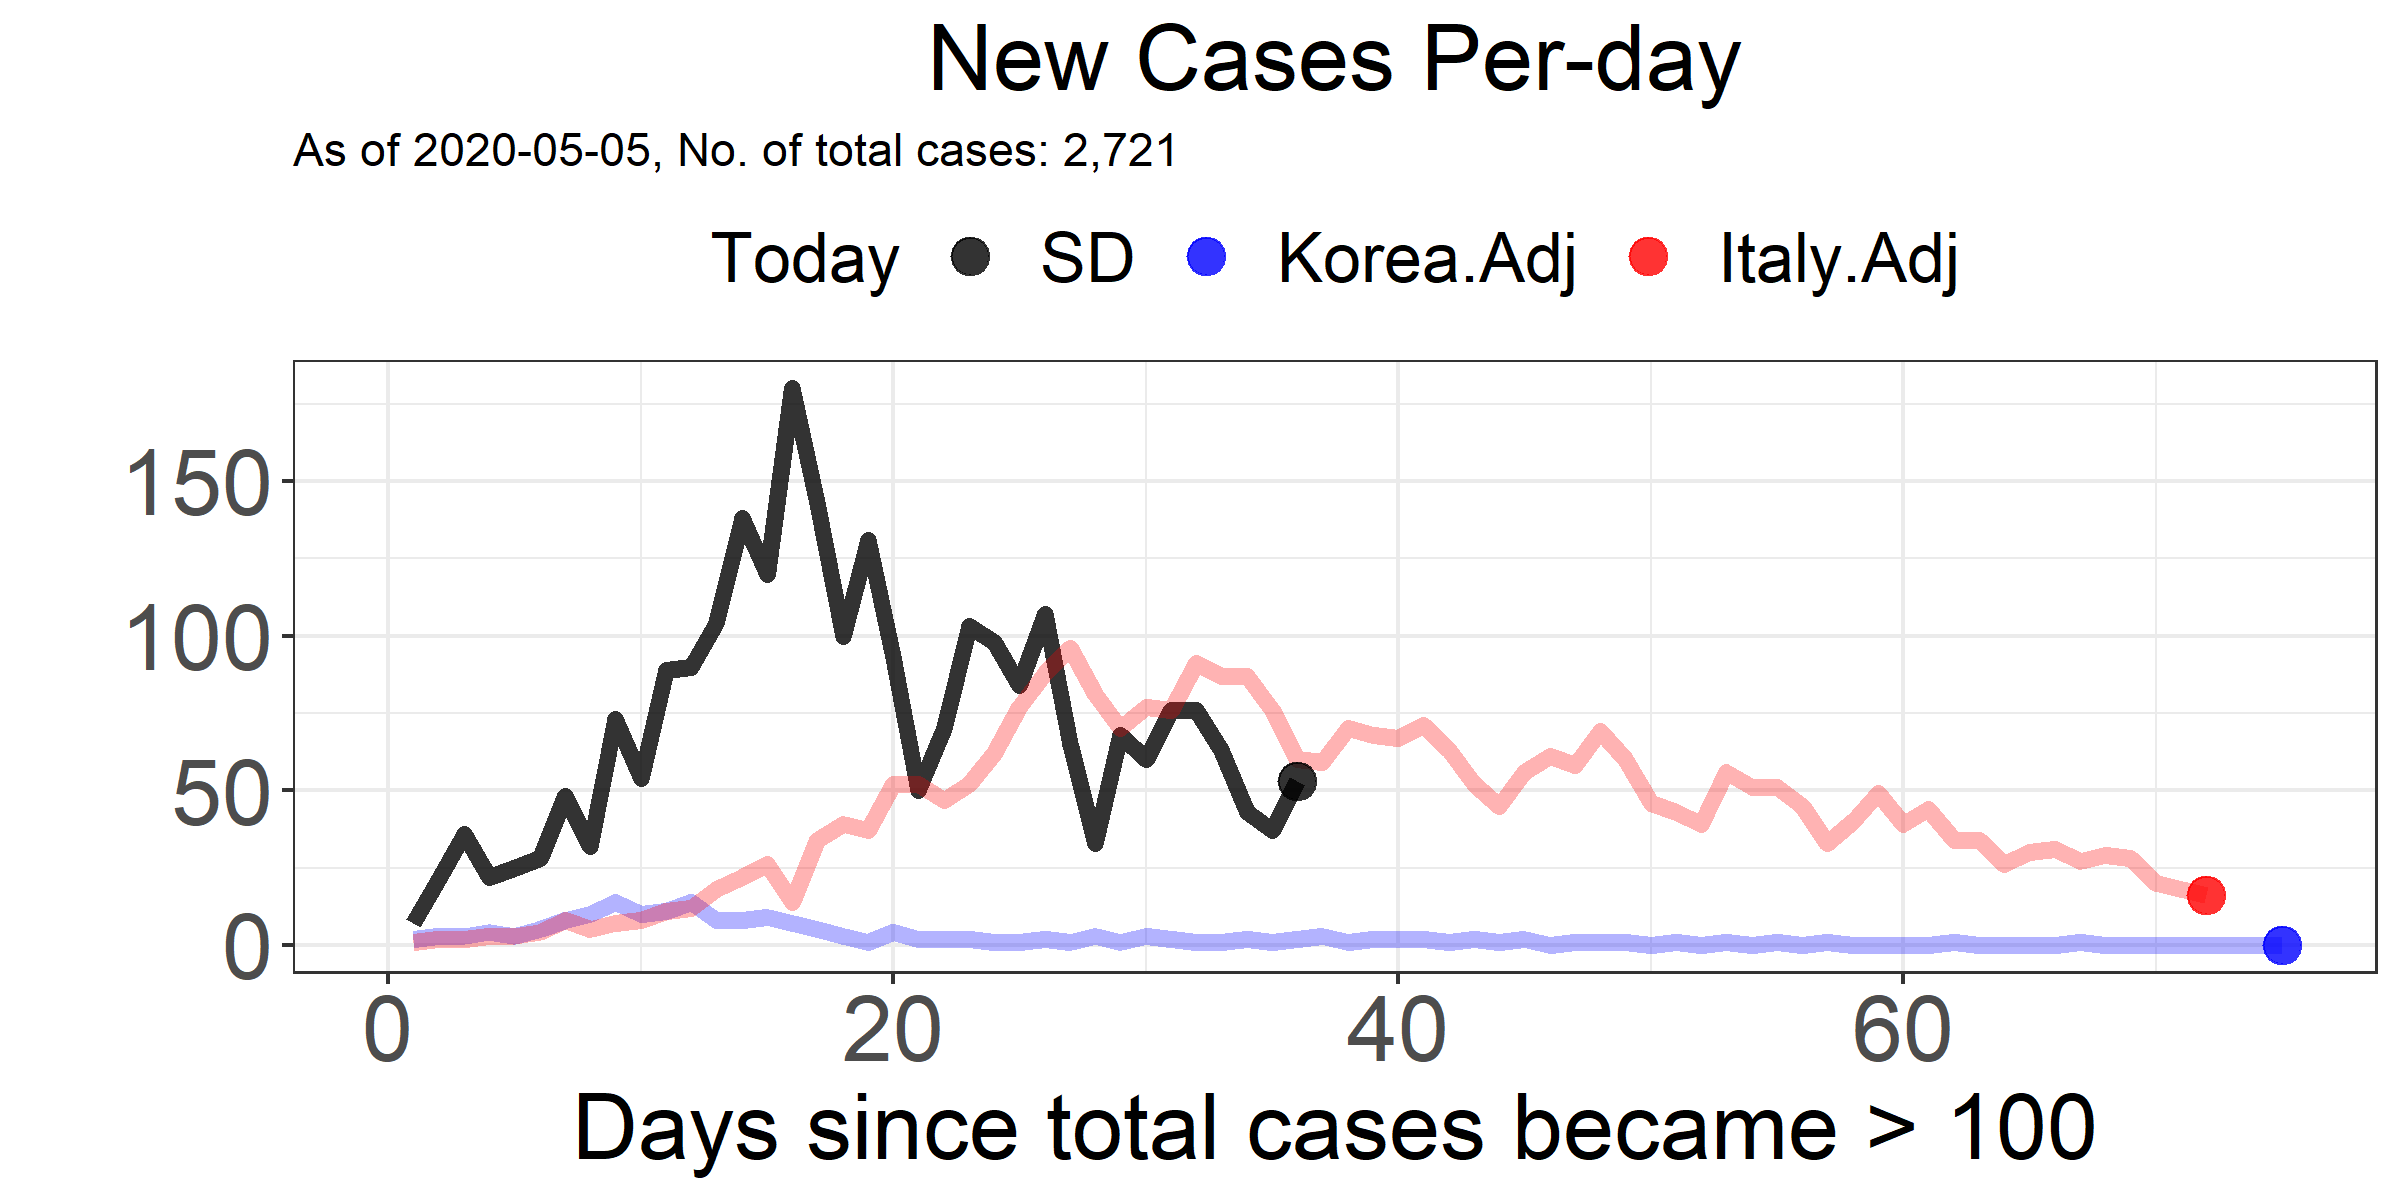 New Cases Per-day
As of 2020-05-05, No. of total cases: 2,721
Today SD Korea.Adj Italy.Adj
150
100
50
0
0 20 40 60
Days since total cases became > 100